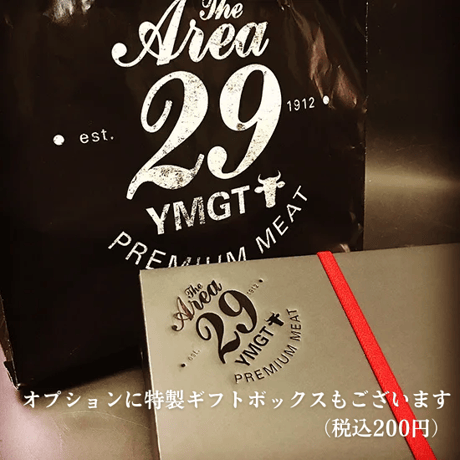 The
Area
est. 29 1912
YMGT
PREMIUM MEAT
The
Area
est. 29 1912
YMGT
PREMIUM MEAT
オプションに特製ギフトボックスもございます
（税込200円）